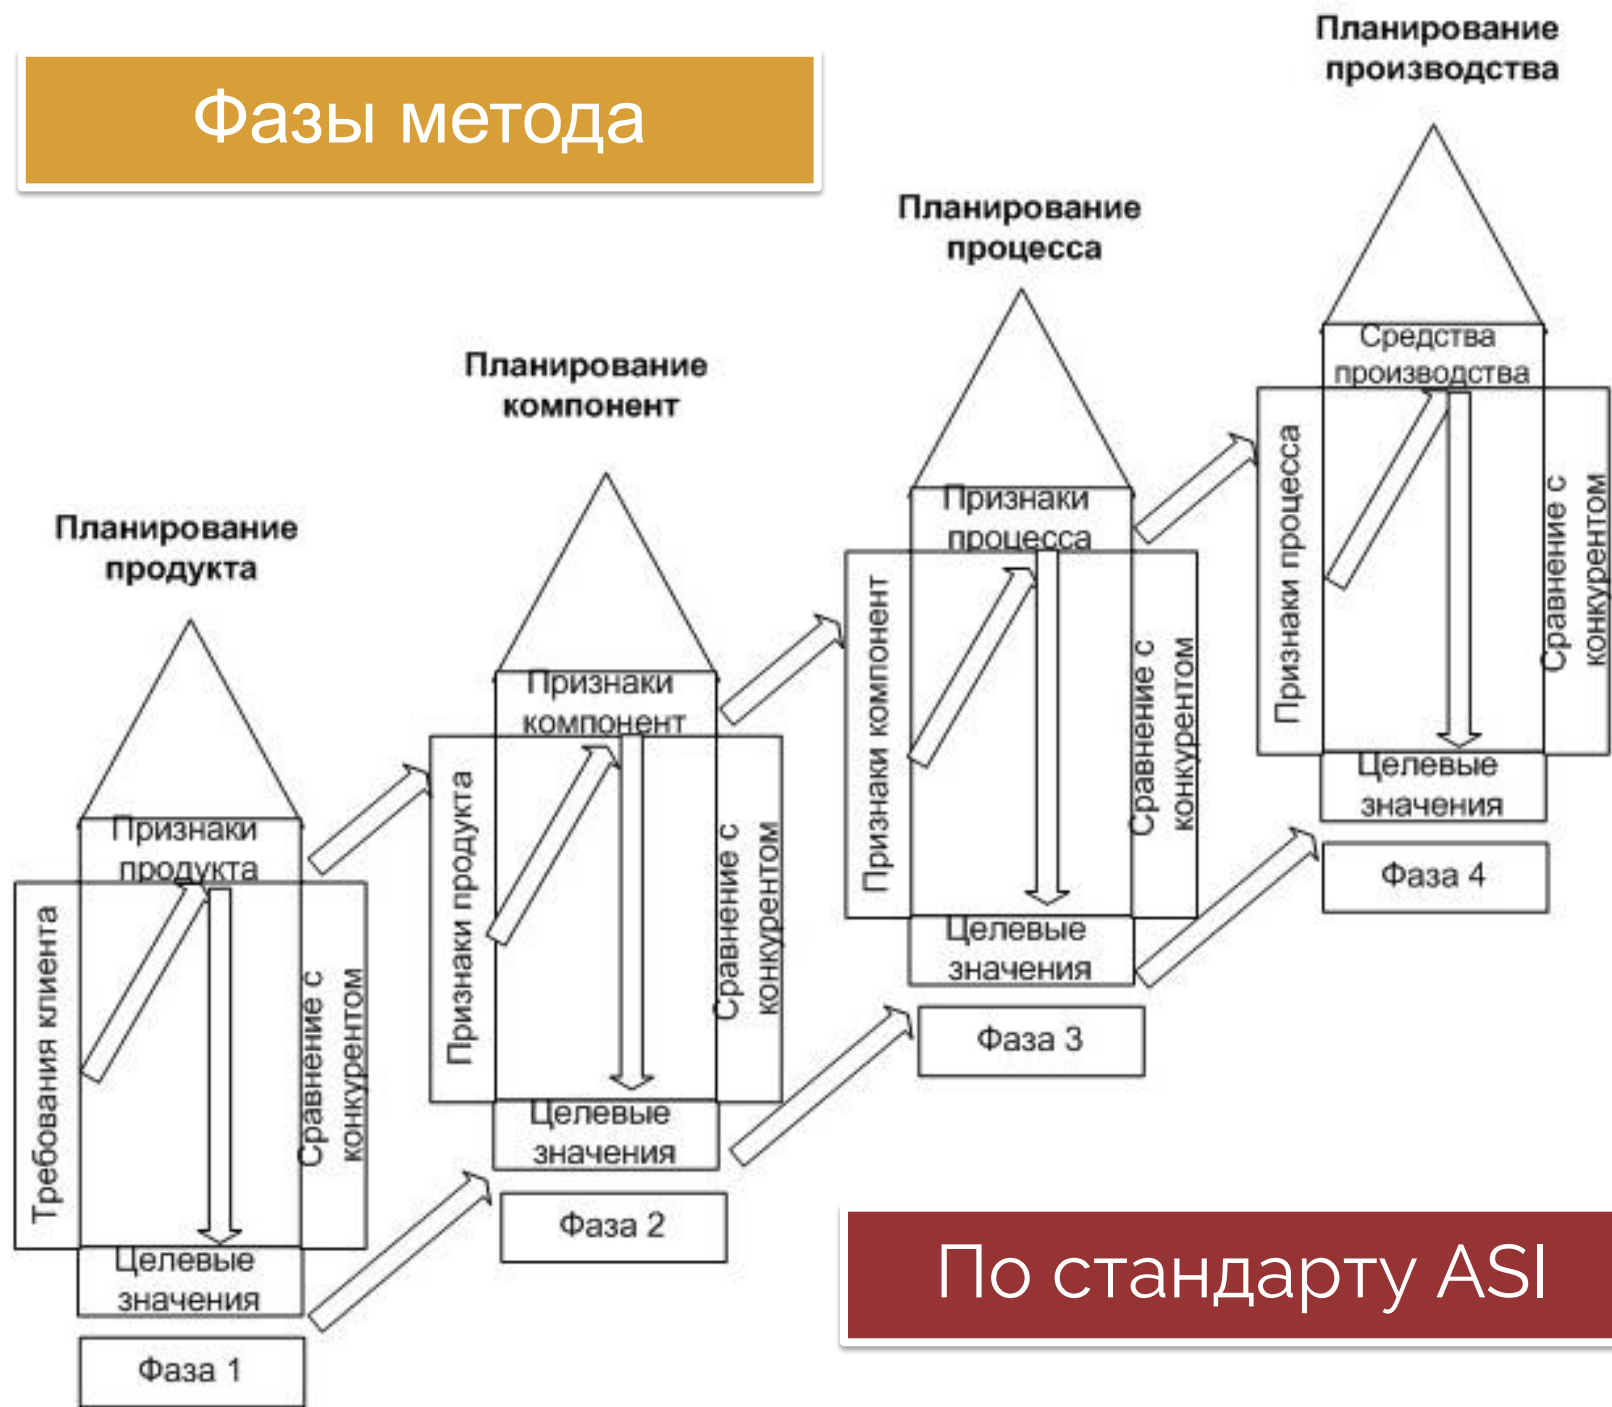 Фазы метода
Планирование
продукта
Признаки
продукта
Требования клиента
Сравнение с
конкурентом
Целевые
значения
Фаза 1
Планирование
компонент
Признаки
компонент
Признаки продукта
Сравнение с
конкурентом
Целевые
значения
Фаза 2
Планирование
процесса
Признаки
процесса
Признаки компонент
Сравнение с
конкурентом
Целевые
значения
Фаза 3
Планирование
производства
Средства
производства
Признаки процесса
Сравнение с
конкурентом
Целевые
значения
Фаза 4
По стандарту ASI